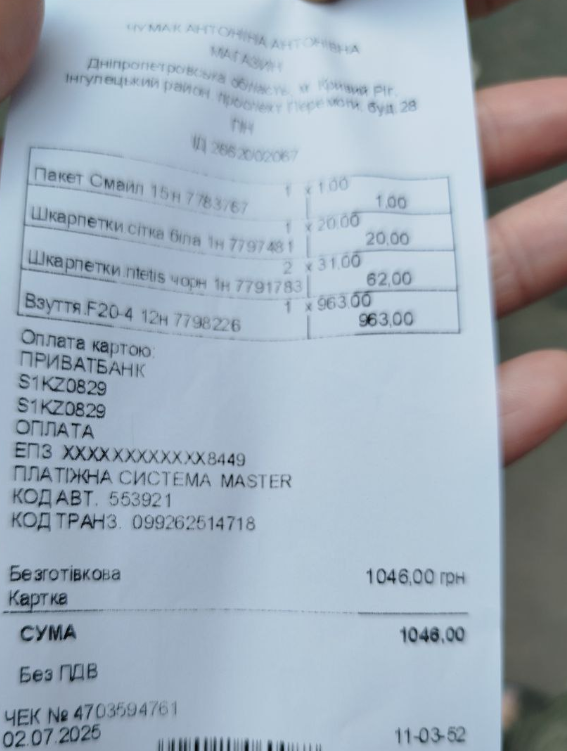 ЧУМАК АНТОНІНА АНТОНІВНА
МАГАЗИН
Дніпропетровська область, м. Кривий Ріг,
Інгулецький район, проспект Перемоги, буд. 28
ПН
ІД 2662002067
Пакет Смайл 15н 7783767 1 x 1.00 1.00
Шкарпетки сітка біла 1н 7797481 1 x 20.00 20,00
Шкарпетки чорн 1н 7791783 2 x 31,00 62,00
Взуття.F20-4 12н 7798226 1 x 963.00 963,00
Оплата картою:
ПРИВАТБАНК
S1KZ0829
S1KZ0829
ОПЛАТА
ЕПЗ XXXXXXXXXXXX8449
ПЛАТІЖНА СИСТЕМА MASTER
КОД АВТ. 553921
КОД ТРАНЗ. 099262514718
Безготівкова 1046,00 грн
Картка
СУМА 1046.00
Без ПДВ
ЧЕК № 4703594761
02.07.2025 11-03-52